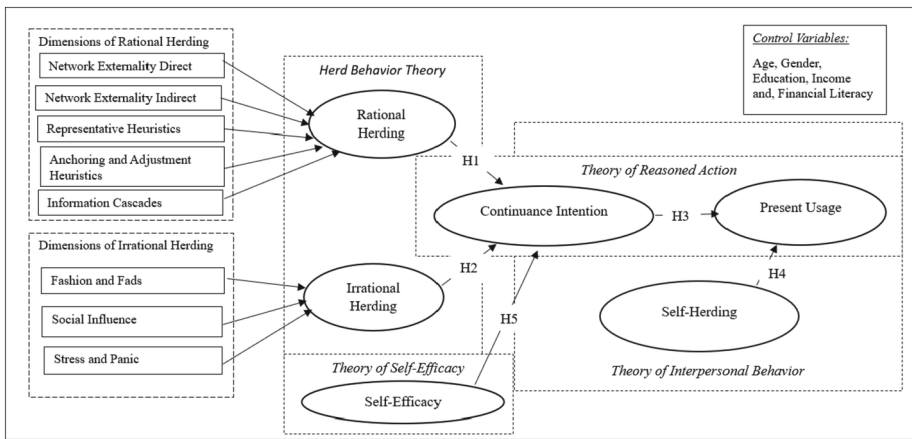 Dimensions of Rational Herding
Network Externality Direct
Network Externality Indirect
Representative Heuristics
Anchoring and Adjustment
Heuristics
Information Cascades
Dimensions of Irrational Herding
Fashion and Fads
Social Influence
Stress and Panic
Herd Behavior Theory
Rational
Herding
Irrational
Herding
Theory of Self-Efficacy
Self-Efficacy
H1
H2
H5
Control Variables:
Age, Gender,
Education, Income
and, Financial Literacy
Theory of Reasoned Action
Continuance Intention
H3
Present Usage
H4
Self-Herding
Theory of Interpersonal Behavior